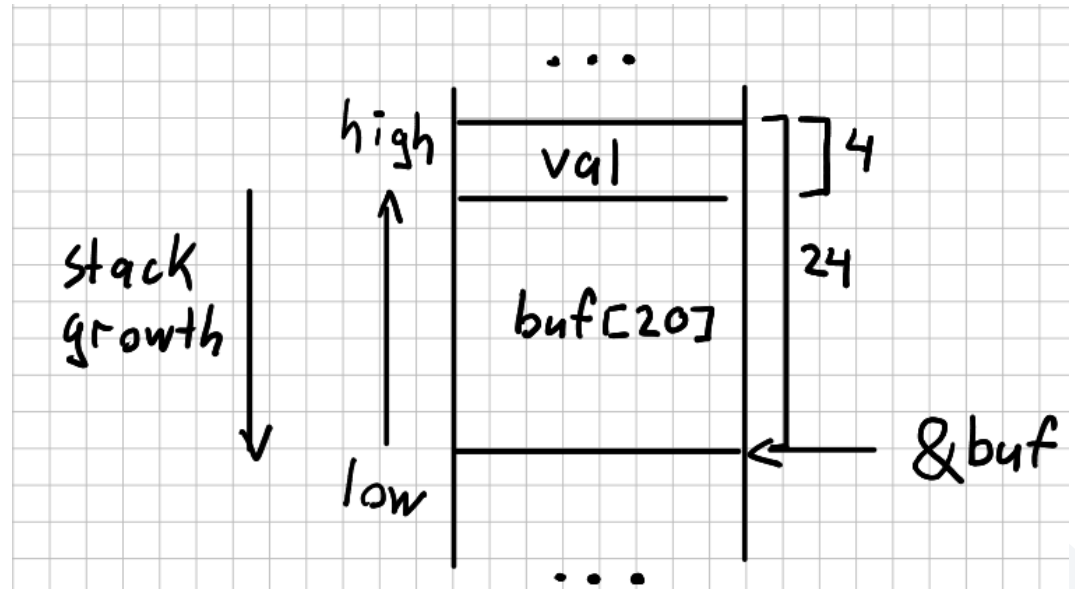 ...
high
val
4
stack
growth
24
buf[20]
&buf
low
...